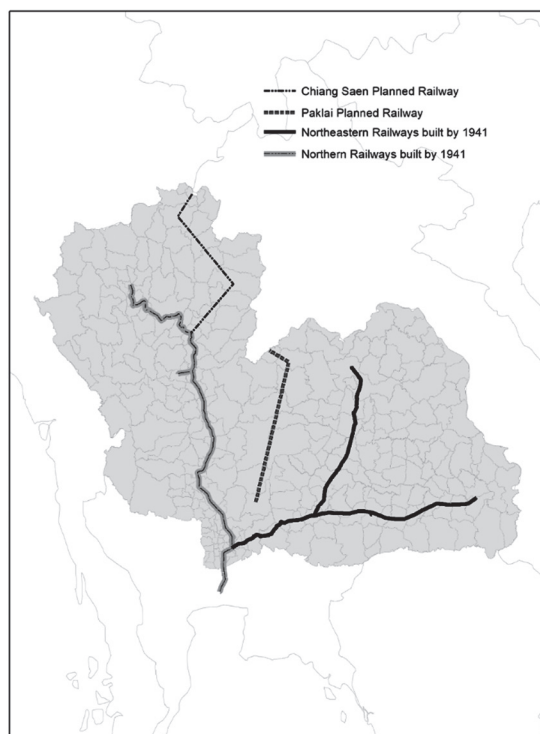 Chiang Saen Planned Railway
Paklai Planned Railway
Northeastern Railways built by 1941
Northern Railways built by 1941